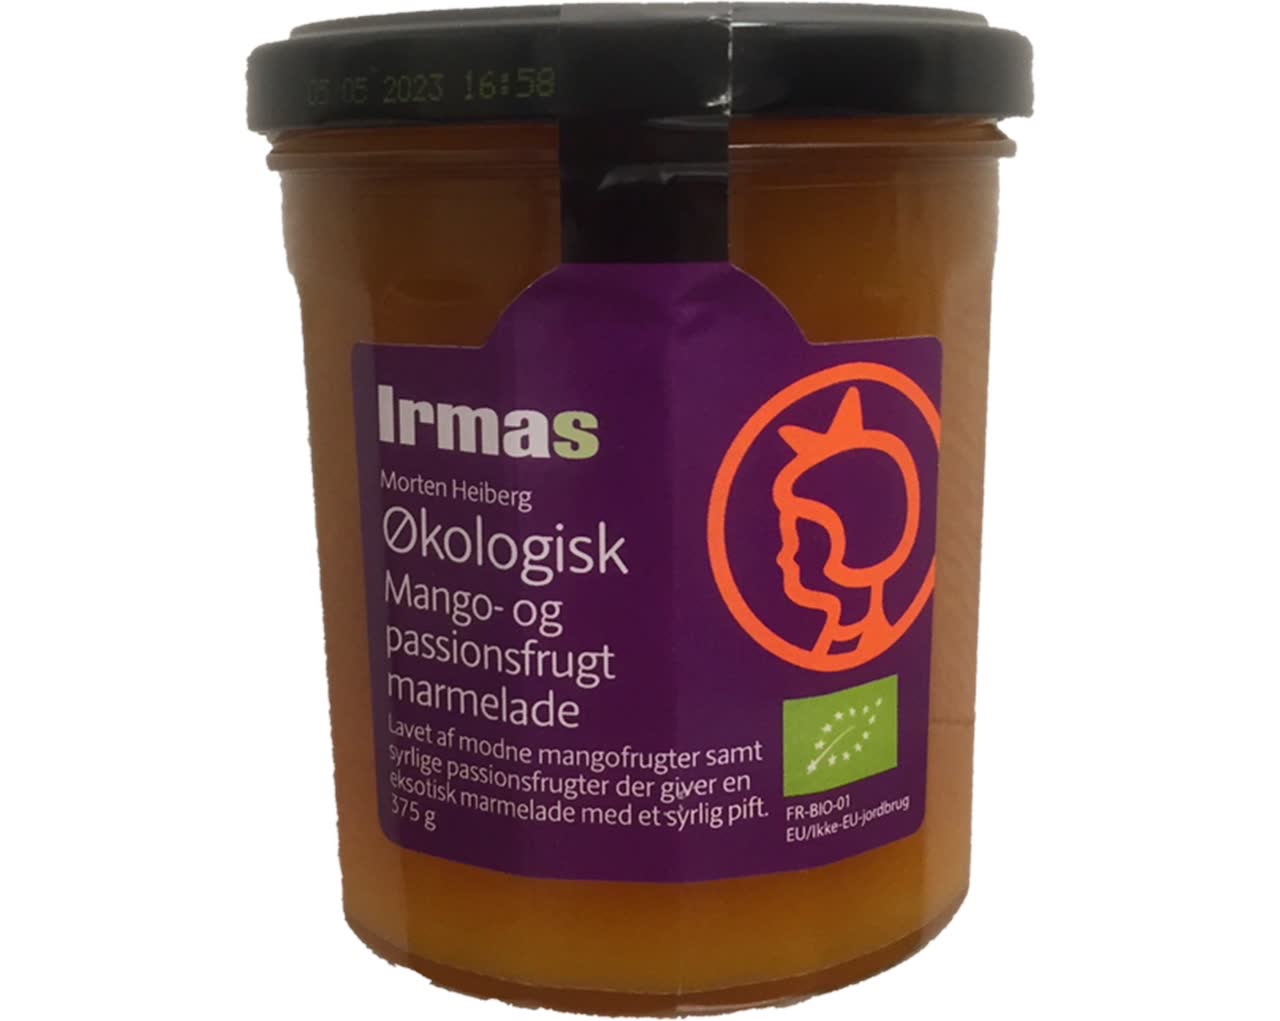 05 05 2023 16:58
Irmas
Morten Heiberg
Økologisk
Mango- og
passionsfrugt
marmelade
Lavet af modne mangofrugter samt
syrlige passionsfrugter der giver en
eksotisk marmelade med et syrlig pift.
375 g
FR-BIO-01
EU/Ikke-EU-jordbrug